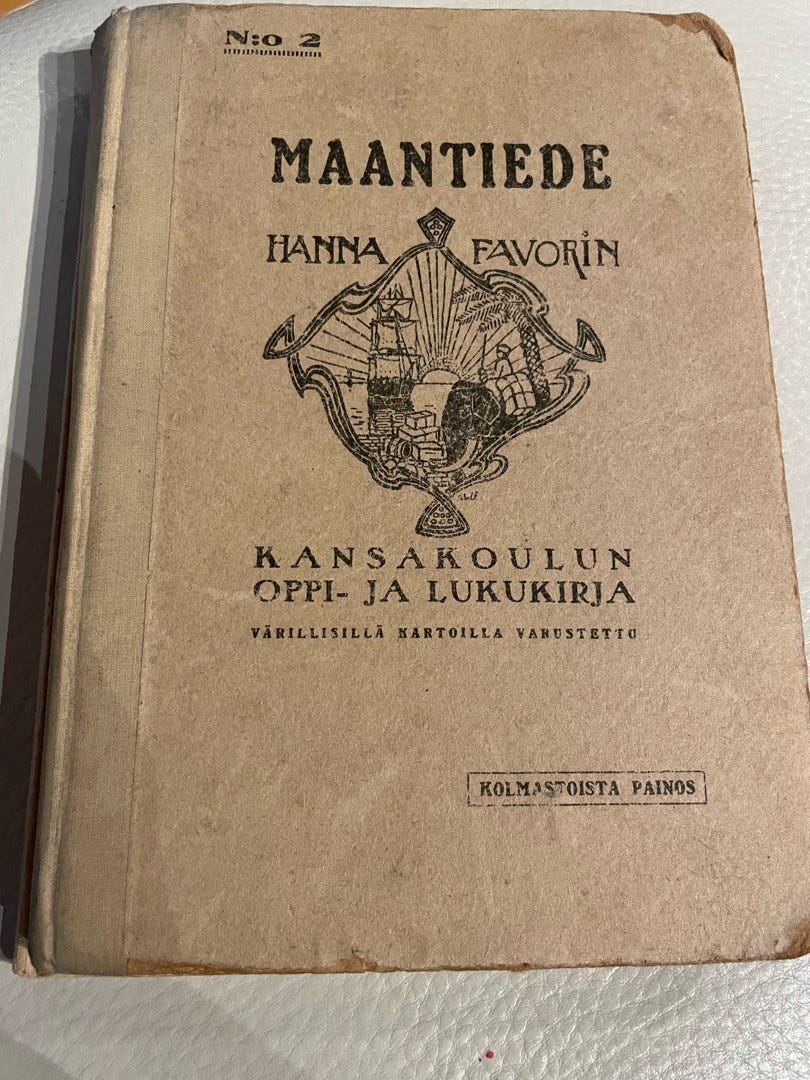 N:o 2
MAANTIEDE
HANNA FAVORIN
KANSAKOULUN
OPPI- JA LUKUKIRJA
VÄRILLISILLÄ KARTOILLA VARUSTETTU
KOLMASTOISTA PAINOS